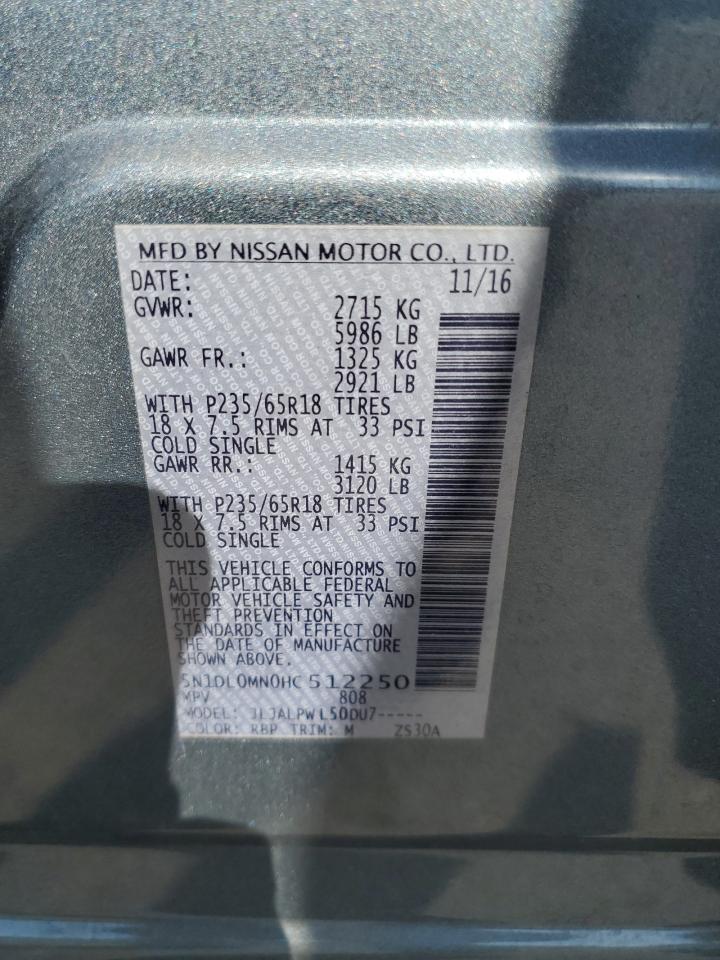 MFD BY NISSAN MOTOR CO., LTD.
DATE: 11/16
GVWR: 2715 KG
5986 LB
GAWR FR.: 1325 KG
2921 LB
WITH P235/65R18 TIRES
18 X 7.5 RIMS AT 33 PSI
COLD SINGLE
GAWR RR.: 1415 KG
3120 LB
WITH P235/65R18 TIRES
18 X 7.5 RIMS AT 33 PSI
COLD SINGLE
THIS VEHICLE CONFORMS TO
ALL APPLICABLE FEDERAL
MOTOR VEHICLE SAFETY AND
THEFT PREVENTION
STANDARDS IN EFFECT ON
THE DATE OF MANUFACTURE
SHOWN ABOVE.
5N1DL0MN0HC512250
MPV 808
MODEL: JLJALPWL50DU7-----
COLOR: RBP TRIM: M ZS30A